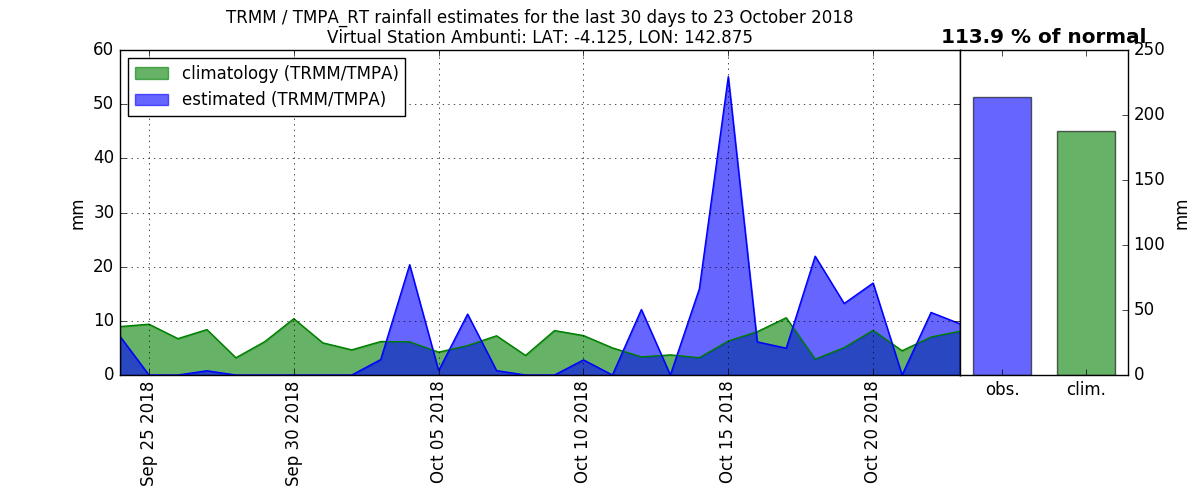 TRMM / TMPA_RT rainfall estimates for the last 30 days to 23 October 2018
Virtual Station Ambunti: LAT: -4.125, LON: 142.875
113.9 % of normal
climatology (TRMM/TMPA)
estimated (TRMM/TMPA)
60
50
40
30
20
10
0
mm
Sep 25 2018
Sep 30 2018
Oct 05 2018
Oct 10 2018
Oct 15 2018
Oct 20 2018
obs.
clim.
250
200
150
100
50
0
mm